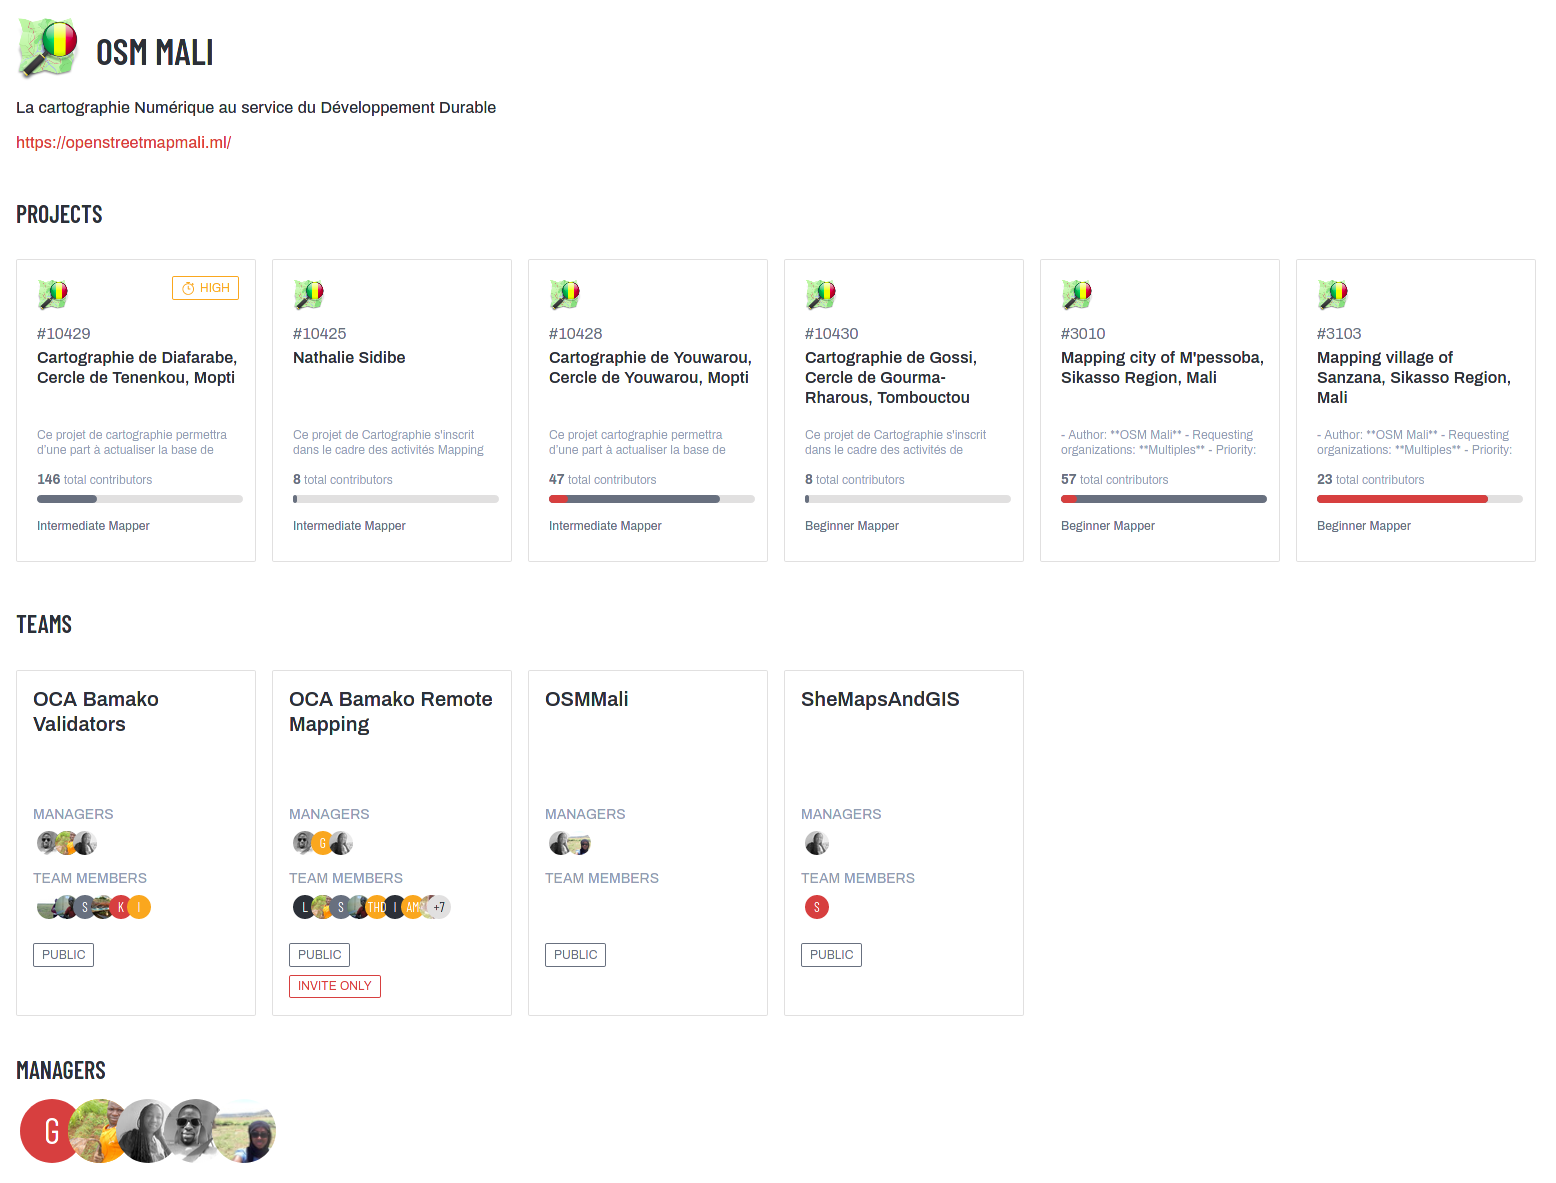 OSM MALI
La cartographie Numérique au service du Développement Durable
https://openstreetmapmali.ml/
PROJECTS
HIGH
#10429
Cartographie de Diafarabe,
Cercle de Tenenkou, Mopti
Ce projet de cartographie permettra
d'une part à actualiser la base de
146 total contributors
Intermediate Mapper
#10425
Nathalie Sidibe
Ce projet de Cartographie s'inscrit
dans le cadre des activités Mapping
8 total contributors
Intermediate Mapper
#10428
Cartographie de Youwarou,
Cercle de Youwarou, Mopti
Ce projet cartographie permettra
d'une part à actualiser la base de
47 total contributors
Intermediate Mapper
#10430
Cartographie de Gossi,
Cercle de Gourma-
Rharous, Tombouctou
Ce projet de Cartographie s'inscrit
dans le cadre des activités de
8 total contributors
Beginner Mapper
#3010
Mapping city of M'pessoba,
Sikasso Region, Mali
- Author: **OSM Mali** - Requesting
organizations: **Multiples** - Priority:
57 total contributors
Beginner Mapper
#3103
Mapping village of
Sanzana, Sikasso Region,
Mali
- Author: **OSM Mali** - Requesting
organizations: **Multiples** - Priority:
23 total contributors
Beginner Mapper
TEAMS
OCA Bamako
Validators
MANAGERS
TEAM MEMBERS
S K I
PUBLIC
OCA Bamako Remote
Mapping
MANAGERS
G
TEAM MEMBERS
L S THD I AM +7
PUBLIC
INVITE ONLY
OSMMali
MANAGERS
TEAM MEMBERS
PUBLIC
SheMapsAndGIS
MANAGERS
TEAM MEMBERS
S
PUBLIC
MANAGERS
G